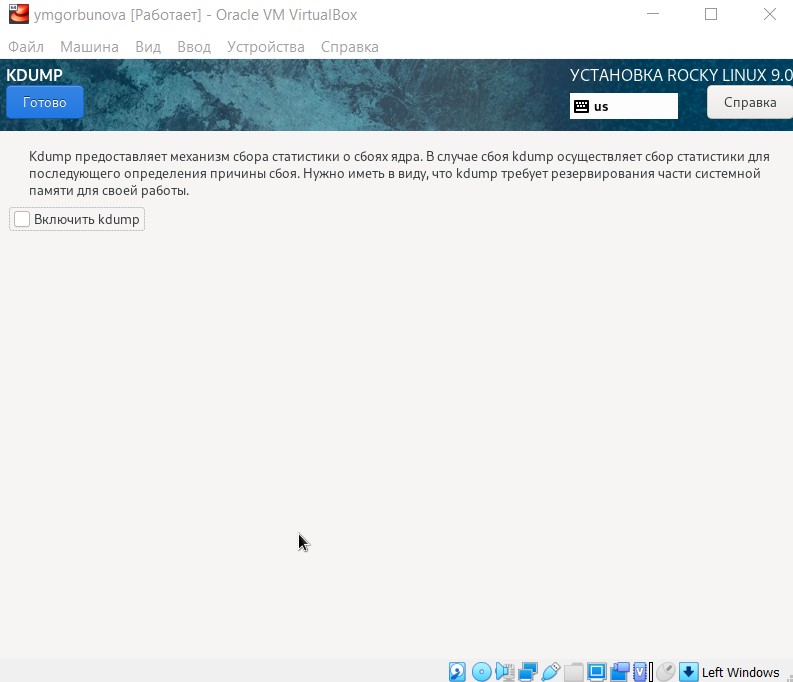 ymgorbunova [Работает] - Oracle VM VirtualBox
Файл Машина Вид Ввод Устройства Справка
KDUMP
УСТАНОВКА ROCKY LINUX 9.0
Готово
us
Справка
Kdump предоставляет механизм сбора статистики о сбоях ядра. В случае сбоя kdump осуществляет сбор статистики для
последующего определения причины сбоя. Нужно иметь в виду, что kdump требует резервирования части системной
памяти для своей работы.
Включить kdump
Left Windows